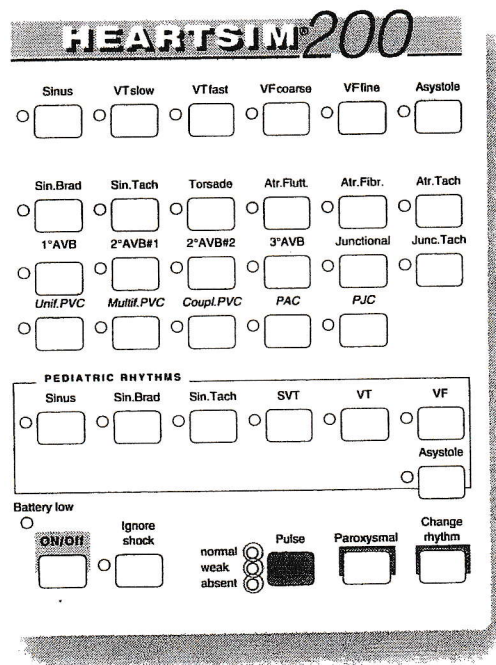 HEARTSIM® 200
Sinus VTslow VTfast VFcoarse VFfine Asystole
Sin.Brad Sin.Tach Torsade Atr.Flutt. Atr.Fibr. Atr.Tach
1°AVB 2°AVB#1 2°AVB#2 3°AVB Junctional Junc.Tach
Unif.PVC Multif.PVC Coupl.PVC PAC PJC
PEDIATRIC RHYTHMS
Sinus Sin.Brad Sin.Tach SVT VT VF
Asystole
Battery low
ON/Off
Ignore
shock
normal
weak
absent
Pulse
Paroxysmal
Change
rhythm